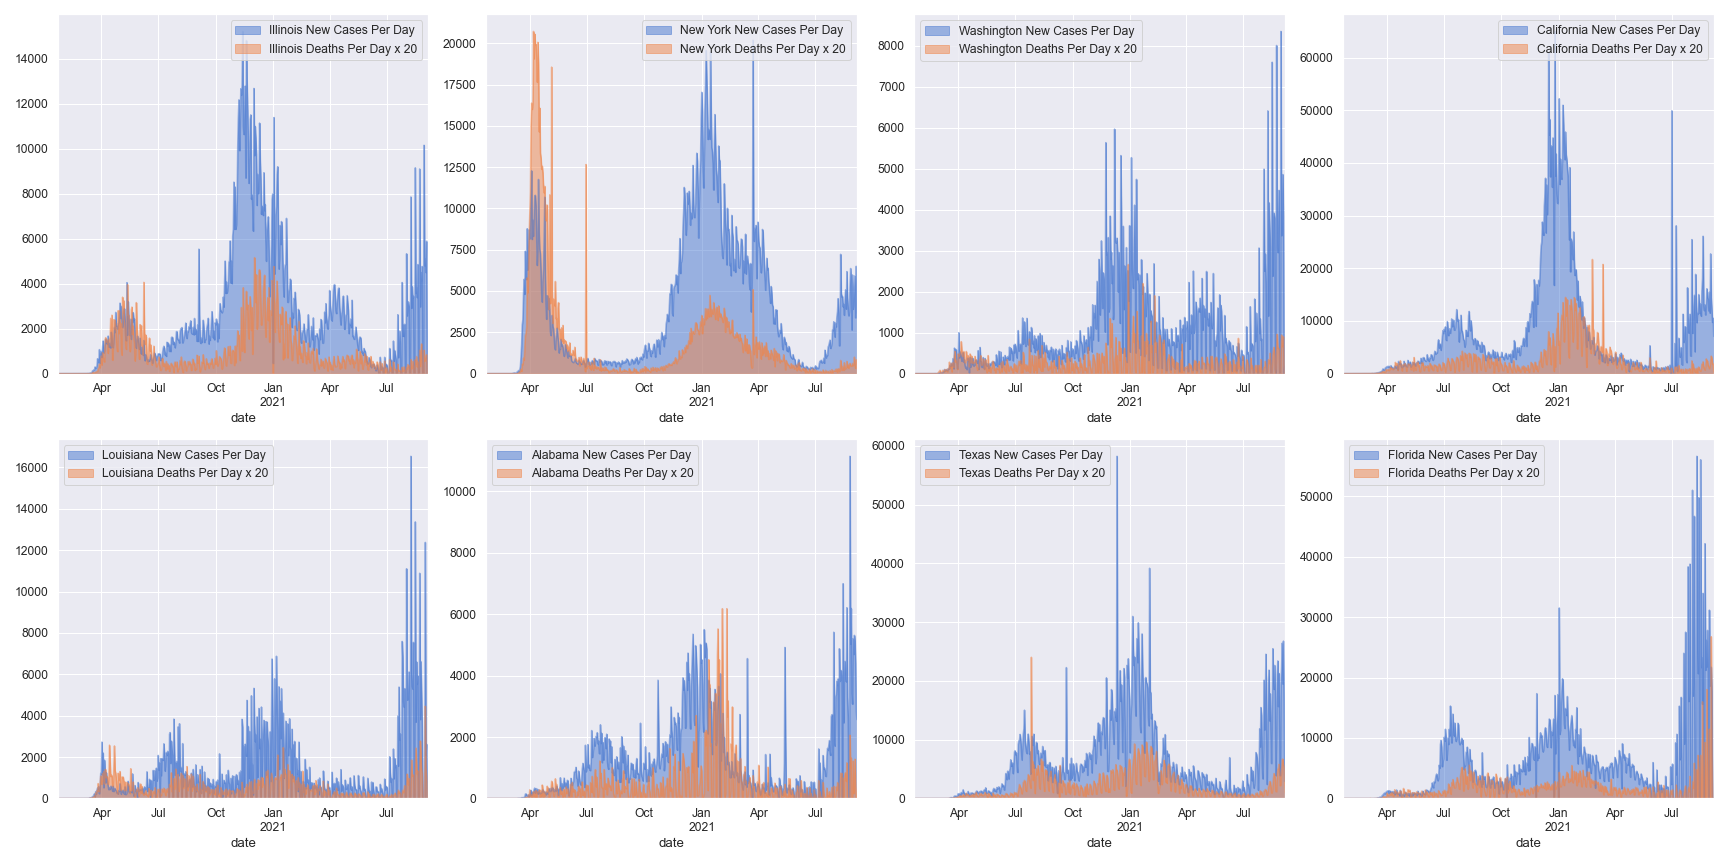 Illinois New Cases Per Day
Illinois Deaths Per Day x 20
14000
12000
10000
8000
6000
4000
2000
0
Apr Jul Oct Jan Apr Jul
2021
date
New York New Cases Per Day
New York Deaths Per Day x 20
20000
17500
15000
12500
10000
7500
5000
2500
0
Apr Jul Oct Jan Apr Jul
2021
date
Washington New Cases Per Day
Washington Deaths Per Day x 20
8000
7000
6000
5000
4000
3000
2000
1000
0
Apr Jul Oct Jan Apr Jul
2021
date
California New Cases Per Day
California Deaths Per Day x 20
60000
50000
40000
30000
20000
10000
0
Apr Jul Oct Jan Apr Jul
2021
date
Louisiana New Cases Per Day
Louisiana Deaths Per Day x 20
16000
14000
12000
10000
8000
6000
4000
2000
0
Apr Jul Oct Jan Apr Jul
2021
date
Alabama New Cases Per Day
Alabama Deaths Per Day x 20
10000
8000
6000
4000
2000
0
Apr Jul Oct Jan Apr Jul
2021
date
Texas New Cases Per Day
Texas Deaths Per Day x 20
60000
50000
40000
30000
20000
10000
0
Apr Jul Oct Jan Apr Jul
2021
date
Florida New Cases Per Day
Florida Deaths Per Day x 20
50000
40000
30000
20000
10000
0
Apr Jul Oct Jan Apr Jul
2021
date